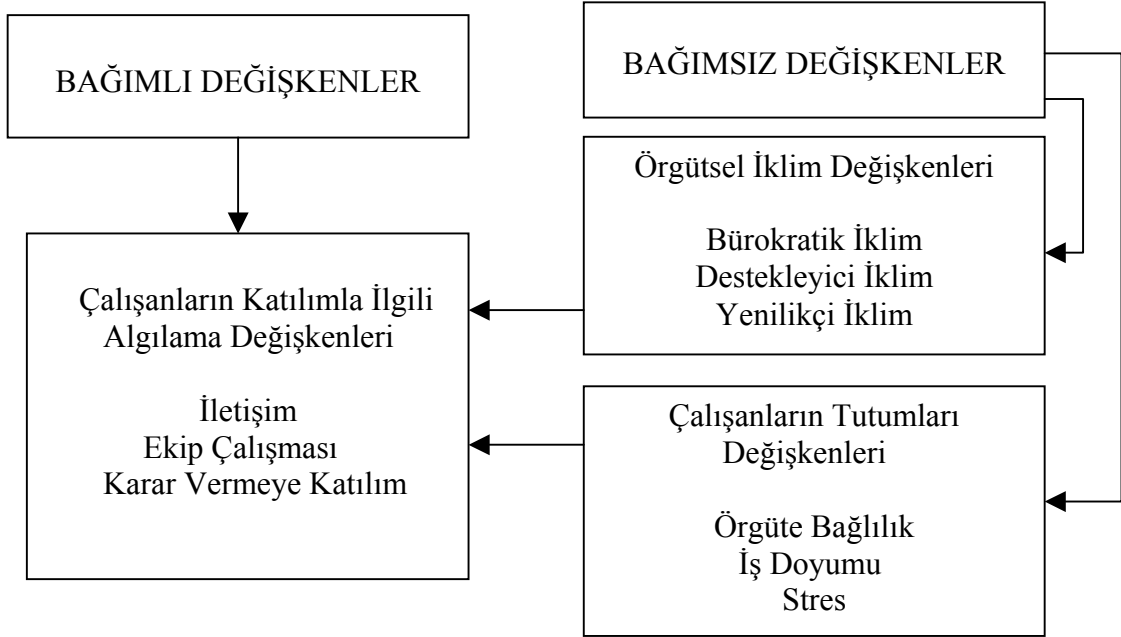 BAĞIMLI DEĞİŞKENLER
BAĞIMSIZ DEĞİŞKENLER
Çalışanların Katılımla İlgili
Algılama Değişkenleri
İletişim
Ekip Çalışması
Karar Vermeye Katılım
Örgütsel İklim Değişkenleri
Bürokratik İklim
Destekleyici İklim
Yenilikçi İklim
Çalışanların Tutumları
Değişkenleri
Örgüte Bağlılık
İş Doyumu
Stres